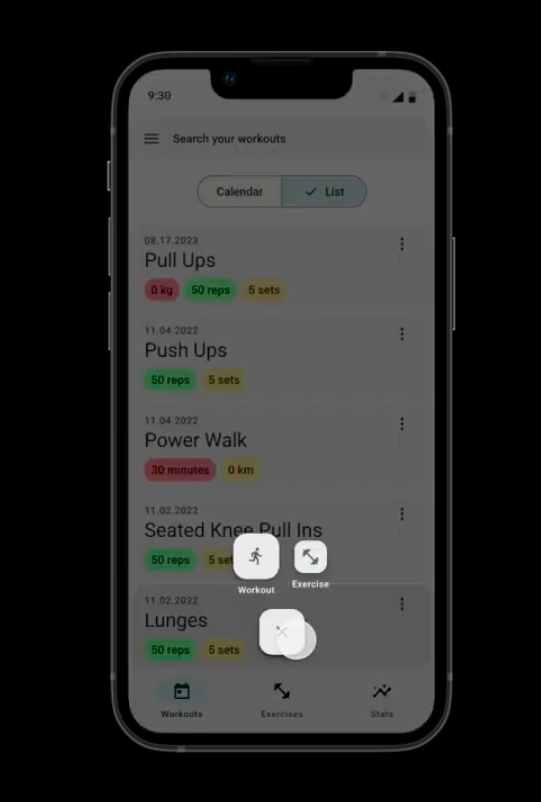 9:30
Search your workouts
Calendar List
08.17.2023
Pull Ups
0 kg 50 reps 5 sets
11.04.2022
Push Ups
50 reps 5 sets
11.04.2022
Power Walk
30 minutes 0 km
11.02.2022
Seated Knee Pull Ins
50 reps 5 set
Workout Exercise
11.02.2022
Lunges
50 reps 5 sets
Workouts Exercises Stats